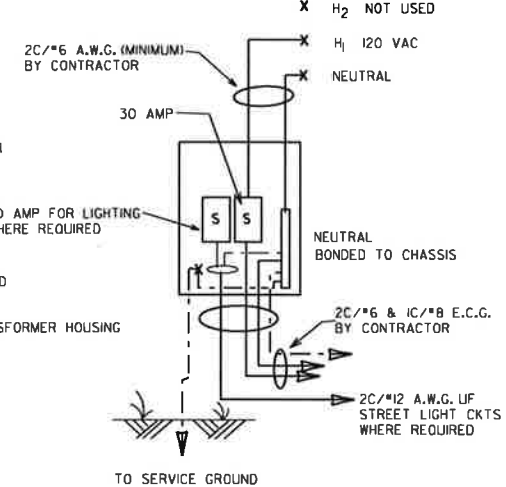 X H2 NOT USED
X H1 120 VAC
X NEUTRAL
2C/#6 A.W.G. (MINIMUM)
BY CONTRACTOR
30 AMP
AMP FOR LIGHTING
WHERE REQUIRED
S S
NEUTRAL
BONDED TO CHASSIS
X
HOUSING
2C/#6 & 1C/#8 E.C.G.
BY CONTRACTOR
2C/#12 A.W.G. UF
STREET LIGHT CKTS
WHERE REQUIRED
TO SERVICE GROUND